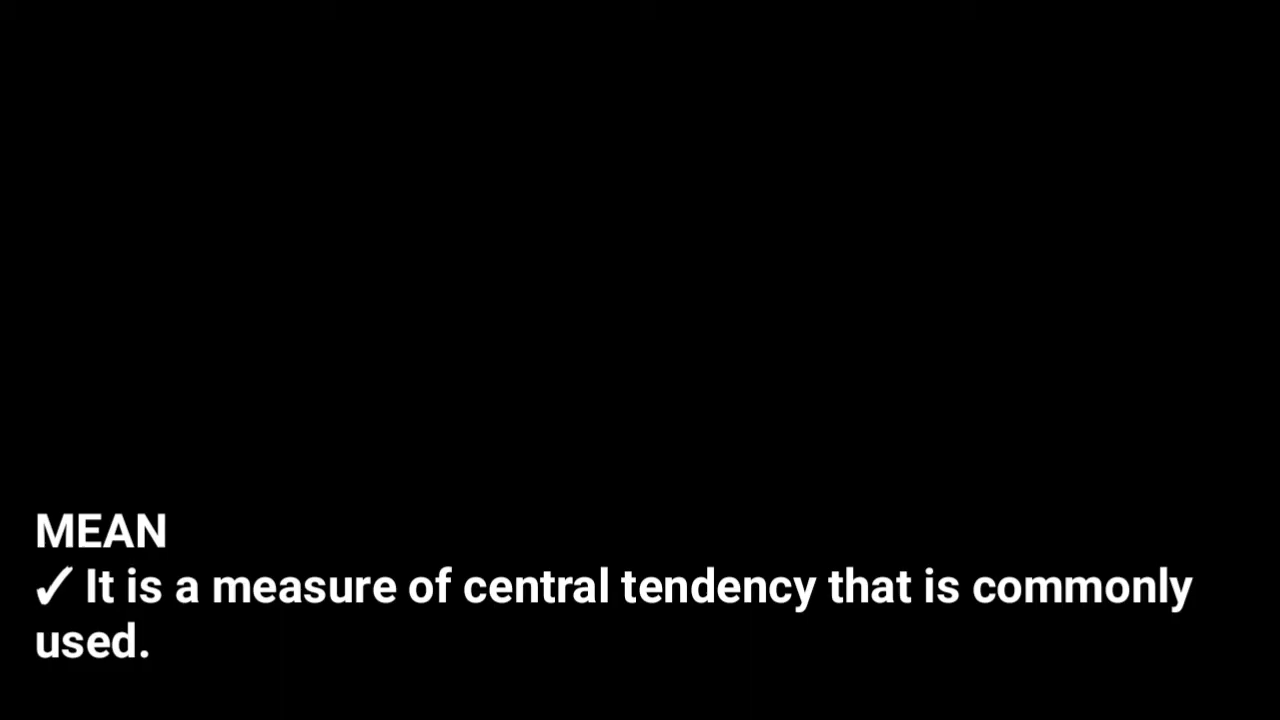 MEAN
✓ It is a measure of central tendency that is commonly
used.